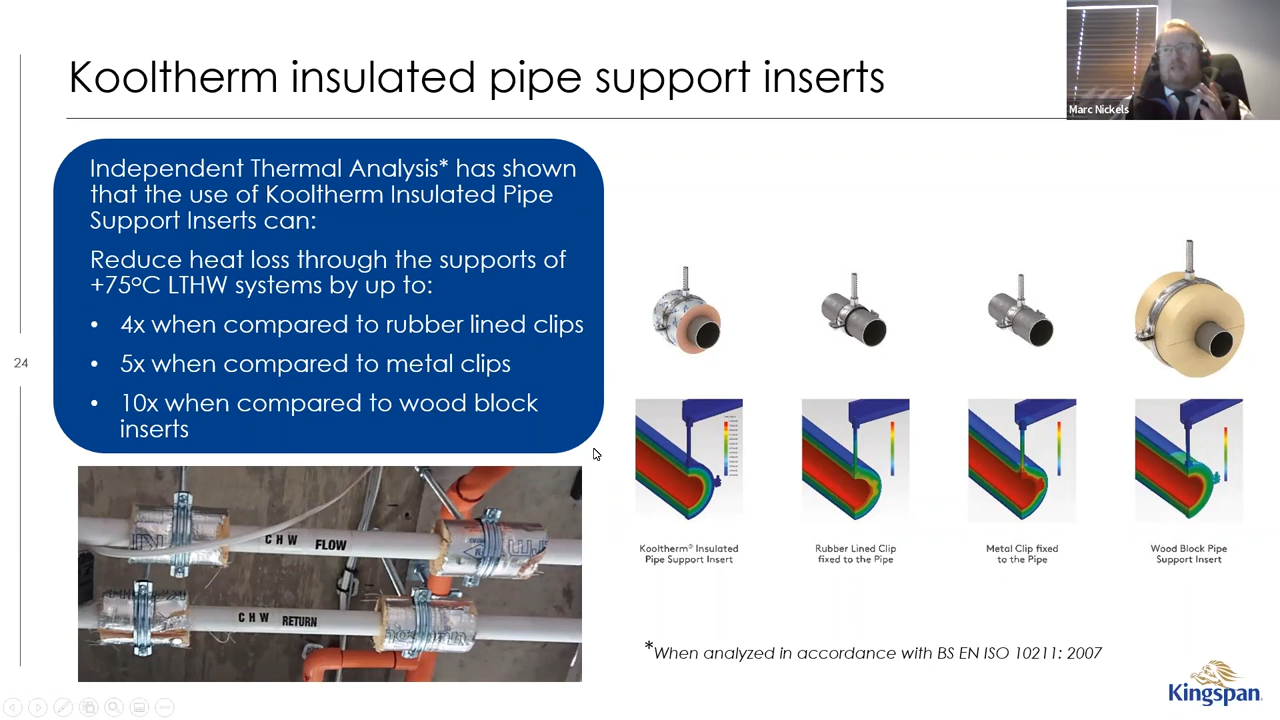 Kooltherm insulated pipe support inserts
Marc Nickels
Independent Thermal Analysis* has shown
that the use of Kooltherm Insulated Pipe
Support Inserts can:
Reduce heat loss through the supports of
+75ºC LTHW systems by up to:
• 4x when compared to rubber lined clips
• 5x when compared to metal clips
• 10x when compared to wood block
inserts
24
CHW FLOW
CHW RETURN
Kooltherm® Insulated
Pipe Support Insert
Rubber Lined Clip
fixed to the Pipe
Metal Clip fixed
to the Pipe
Wood Block Pipe
Support Insert
*When analyzed in accordance with BS EN ISO 10211: 2007
Kingspan.